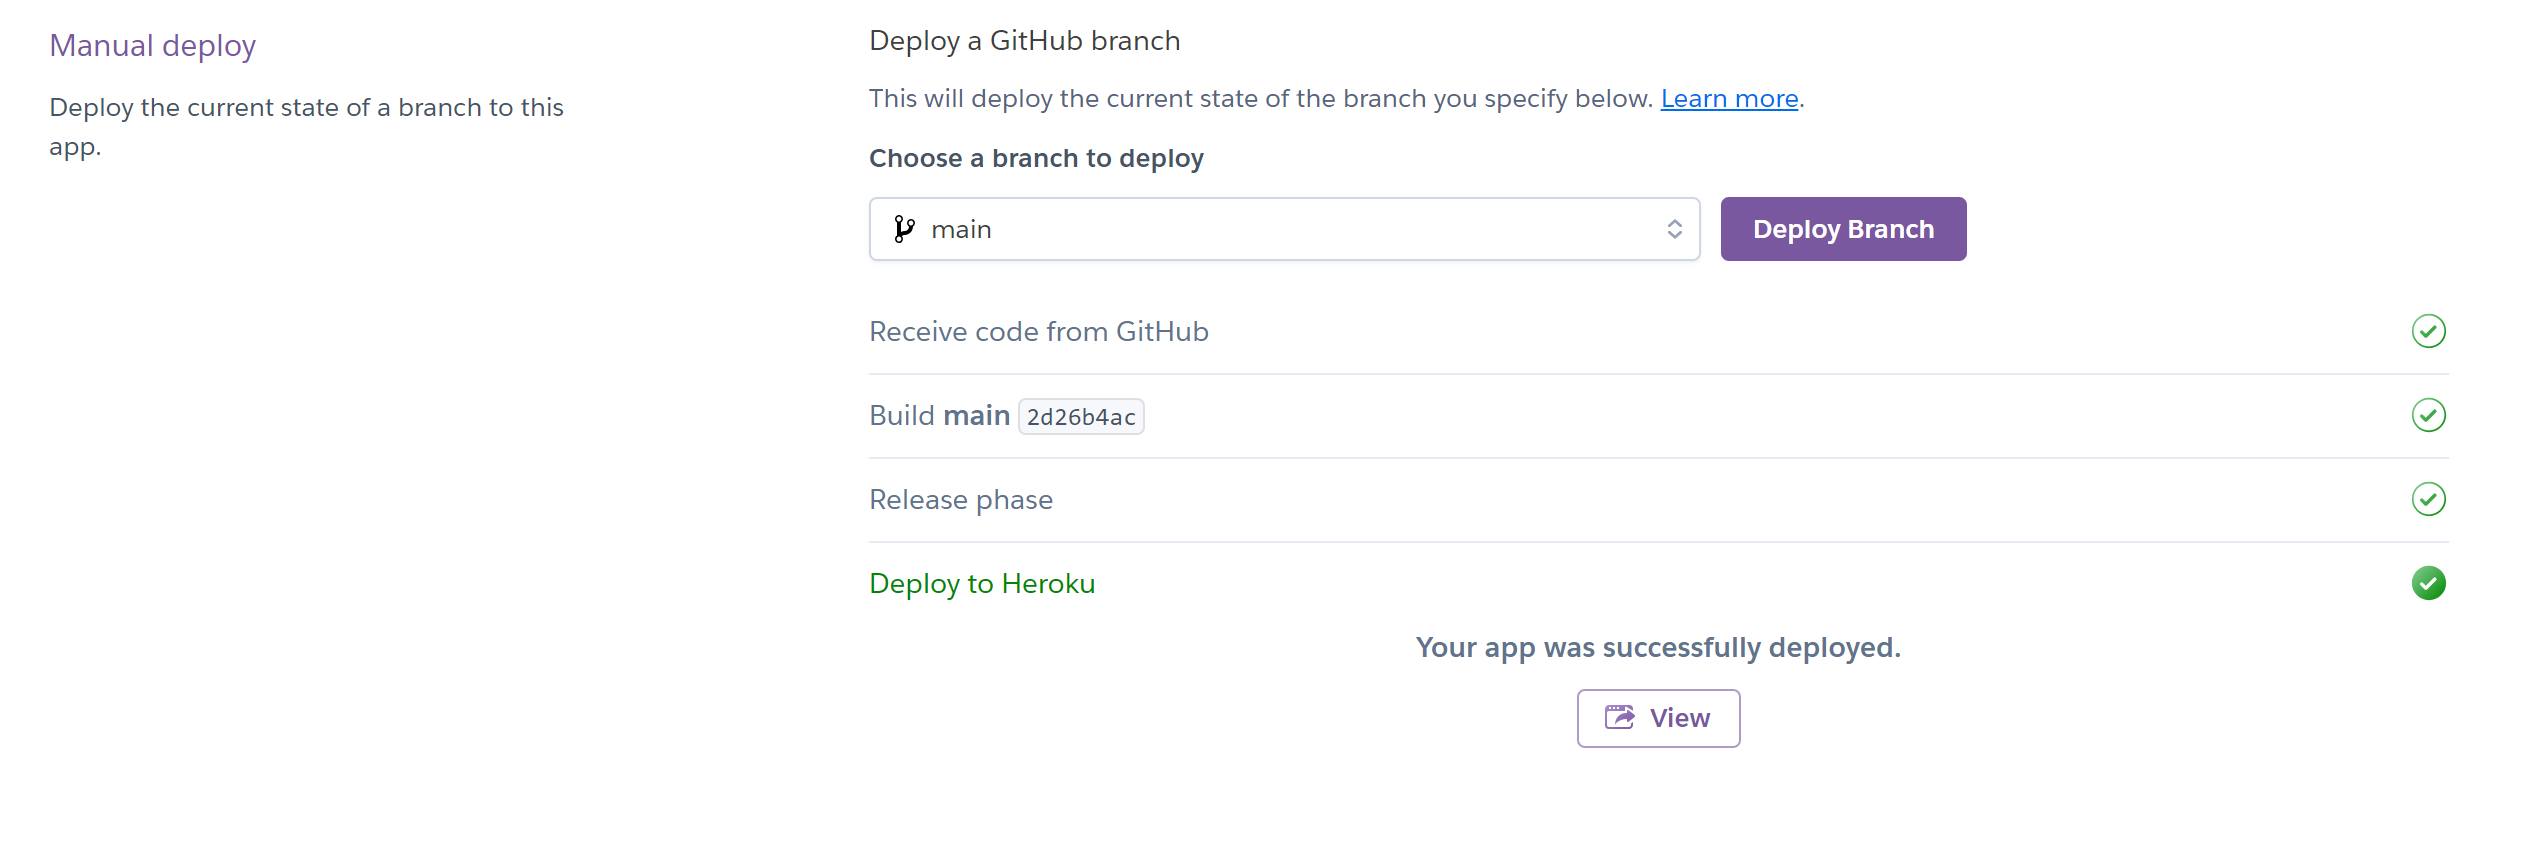 Manual deploy
Deploy the current state of a branch to this
app.
Deploy a GitHub branch
This will deploy the current state of the branch you specify below. Learn more.
Choose a branch to deploy
main
Deploy Branch
Receive code from GitHub
Build main 2d26b4ac
Release phase
Deploy to Heroku
Your app was successfully deployed.
View